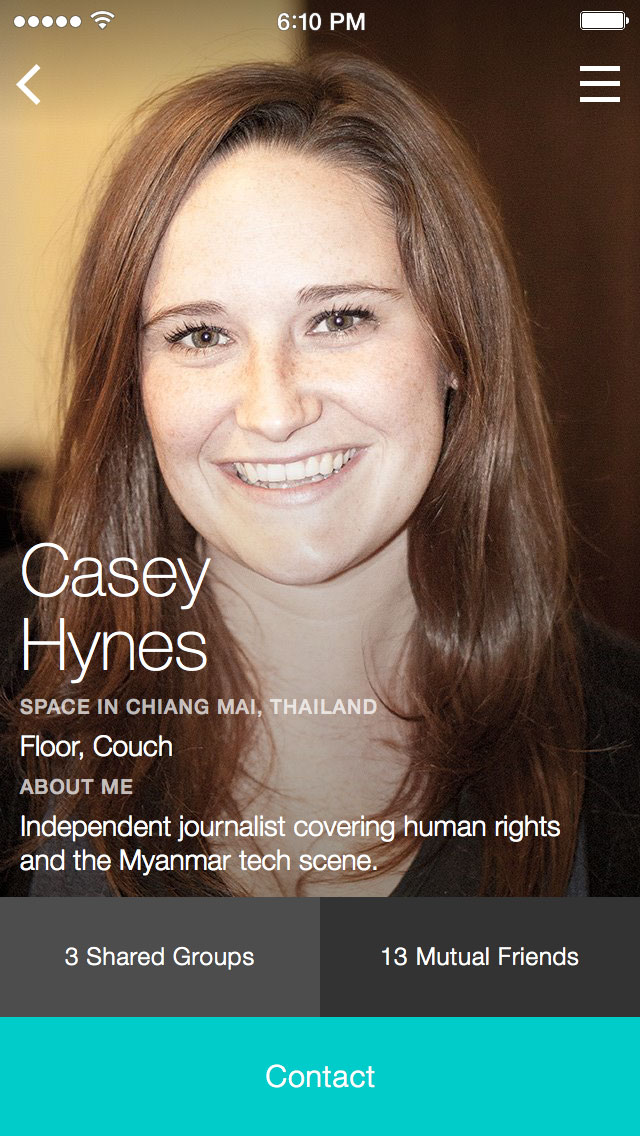 6:10 PM
Casey
Hynes
SPACE IN CHIANG MAI, THAILAND
Floor, Couch
ABOUT ME
Independent journalist covering human rights
and the Myanmar tech scene.
3 Shared Groups
13 Mutual Friends
Contact